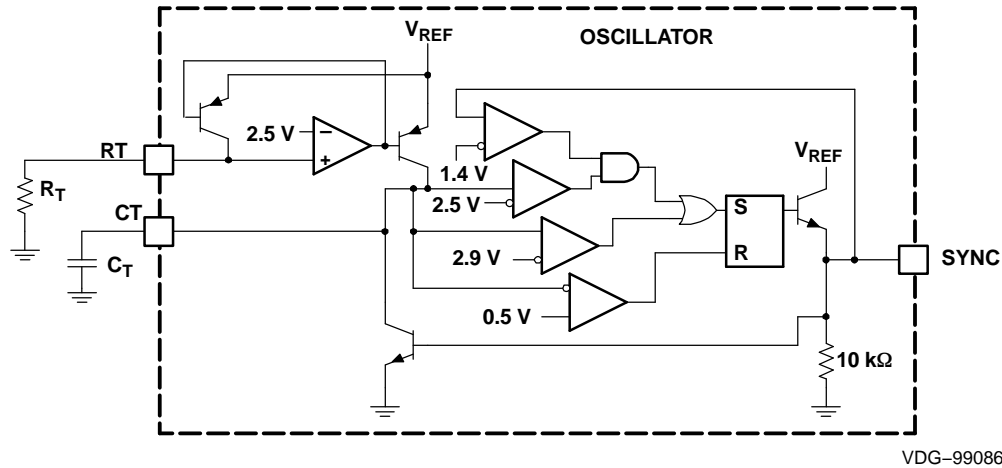 OSCILLATOR
VREF
2.5 V
−
+
RT
RT
CT
CT
1.4 V
2.5 V
2.9 V
0.5 V
S
R
VREF
SYNC
10 kΩ
VDG−99086